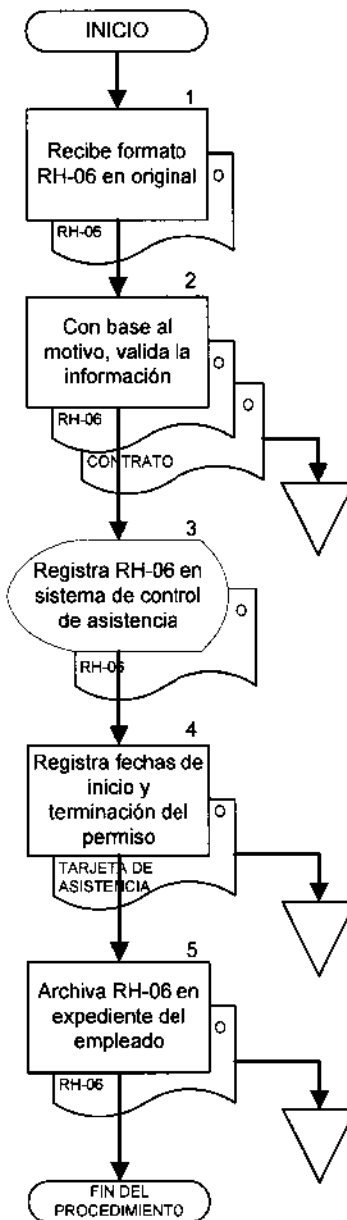 INICIO
1
Recibe formato
RH-06 en original
O
RH-06
2
Con base al
motivo, valida la
información
O
RH-06
O
CONTRATO
3
Registra RH-06 en
sistema de control
de asistencia
O
RH-06
4
Registra fechas de
inicio y
terminación del
permiso
O
TARJETA DE
ASISTENCIA
5
Archiva RH-06 en
expediente del
empleado
O
RH-06
FIN DEL
PROCEDIMIENTO